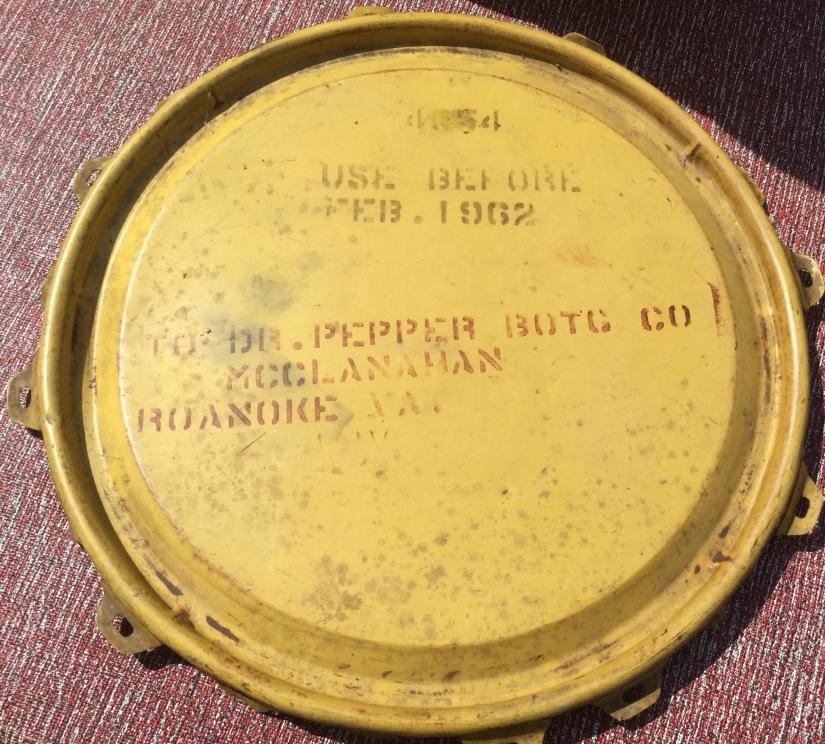 USE BEFORE
FEB. 1962
TO-DR. PEPPER BOTG CO
MCCLANAHAN
ROANOKE VA.